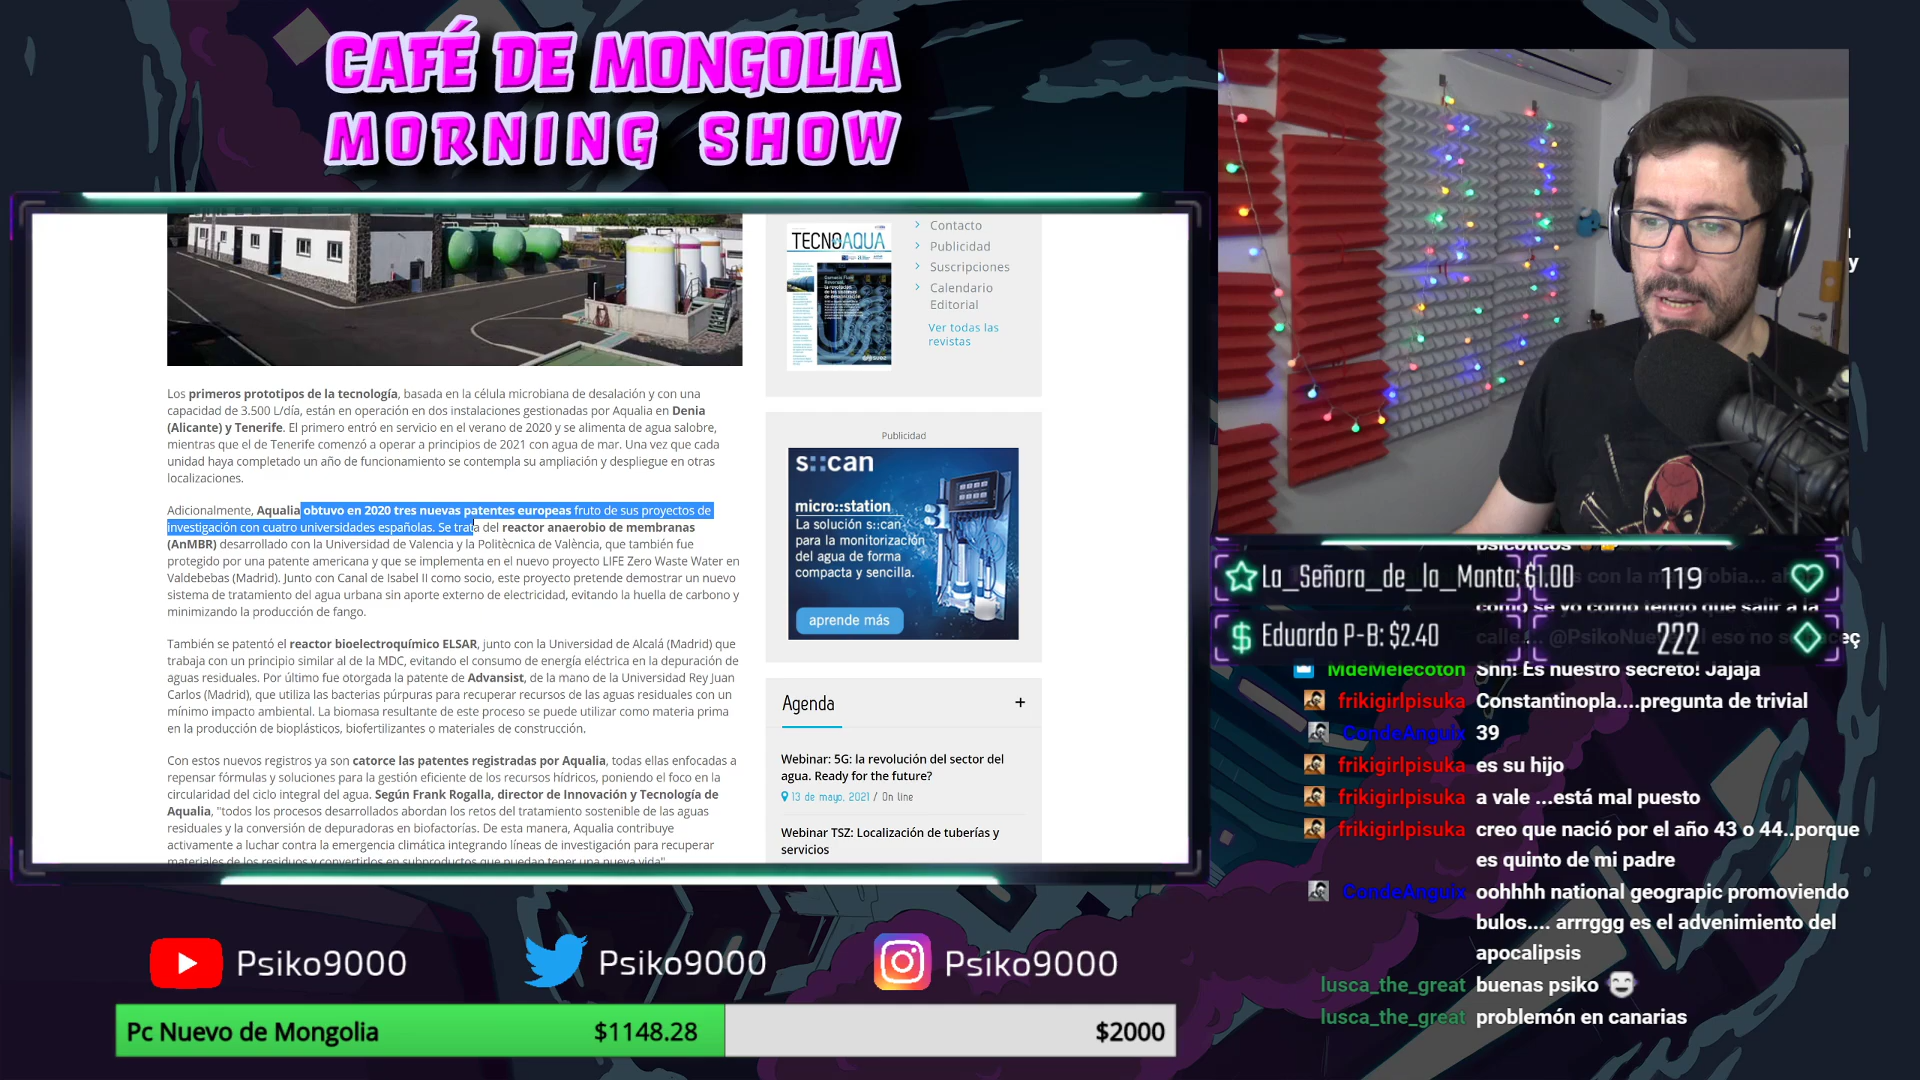 CAFÉ DE MONGOLIA
MORNING SHOW
TECNOAQUA
Contacto
Publicidad
Suscripciones
Calendario
Editorial
Ver todas las
revistas
Los primeros prototipos de la tecnología, basada en la célula microbiana de desalación y con una
capacidad de 3.500 L/día, están en operación en dos instalaciones gestionadas por Aqualia en Denia
(Alicante) y Tenerife. El primero entró en servicio en el verano de 2020 y se alimenta de agua salobre,
mientras que el de Tenerife comenzó a operar a principios de 2021 con agua de mar. Una vez que cada
unidad haya completado un año de funcionamiento se contempla su ampliación y despliegue en otras
localizaciones.
Adicionalmente, Aqualia obtuvo en 2020 tres nuevas patentes europeas fruto de sus proyectos de
investigación con cuatro universidades españolas. Se trata del reactor anaerobio de membranas
(AnMBR) desarrollado con la Universidad de Valencia y la Politècnica de València, que también fue
protegido por una patente americana y que se implementa en el nuevo proyecto LIFE Zero Waste Water en
Valdebebas (Madrid). Junto con Canal de Isabel II como socio, este proyecto pretende demostrar un nuevo
sistema de tratamiento del agua urbana sin aporte externo de electricidad, evitando la huella de carbono y
minimizando la producción de fango.
También se patentó el reactor bioelectroquímico ELSAR, junto con la Universidad de Alcalá (Madrid) que
trabaja con un principio similar al de la MDC, evitando el consumo de energía eléctrica en la depuración de
aguas residuales. Por último fue otorgada la patente de Advansist, de la mano de la Universidad Rey Juan
Carlos (Madrid), que utiliza las bacterias púrpuras para recuperar recursos de las aguas residuales con un
mínimo impacto ambiental. La biomasa resultante de este proceso se puede utilizar como materia prima
en la producción de bioplásticos, biofertilizantes o materiales de construcción.
Con estos nuevos registros ya son catorce las patentes registradas por Aqualia, todas ellas enfocadas a
repensar fórmulas y soluciones para la gestión eficiente de los recursos hídricos, poniendo el foco en la
circularidad del ciclo integral del agua. Según Frank Rogalla, director de Innovación y Tecnología de
Aqualia, "todos los procesos desarrollados abordan los retos del tratamiento sostenible de las aguas
residuales y la conversión de depuradoras en biofactorías. De esta manera, Aqualia contribuye
activamente a luchar contra la emergencia climática integrando líneas de investigación para recuperar
materiales de los residuos y convertirlos en subproductos que puedan tener una nueva vida".
Publicidad
s::can
micro::station
La solución s::can
para la monitorización
del agua de forma
compacta y sencilla.
aprende más
Agenda +
Webinar: 5G: la revolución del sector del
agua. Ready for the future?
13 de mayo, 2021 / On line
Webinar TSZ: Localización de tuberías y
servicios
y
psicóticos
La_Señora_de_la_Manta: $1.00
119
como se yo como tengo que salir a la
Eduardo P-B: $2.40
222
MdeMelecoton Shh! Es nuestro secreto! Jajaja
frikigirlpisuka Constantinopla....pregunta de trivial
CondeAnguix 39
frikigirlpisuka es su hijo
frikigirlpisuka a vale ...está mal puesto
frikigirlpisuka creo que nació por el año 43 o 44..porque
es quinto de mi padre
CondeAnguix oohhhh national geograpic promoviendo
bulos.... arrrggg es el advenimiento del
apocalipsis
lusca_the_great buenas psiko
lusca_the_great problemón en canarias
Psiko9000
Psiko9000
Psiko9000
Pc Nuevo de Mongolia $1148.28 $2000